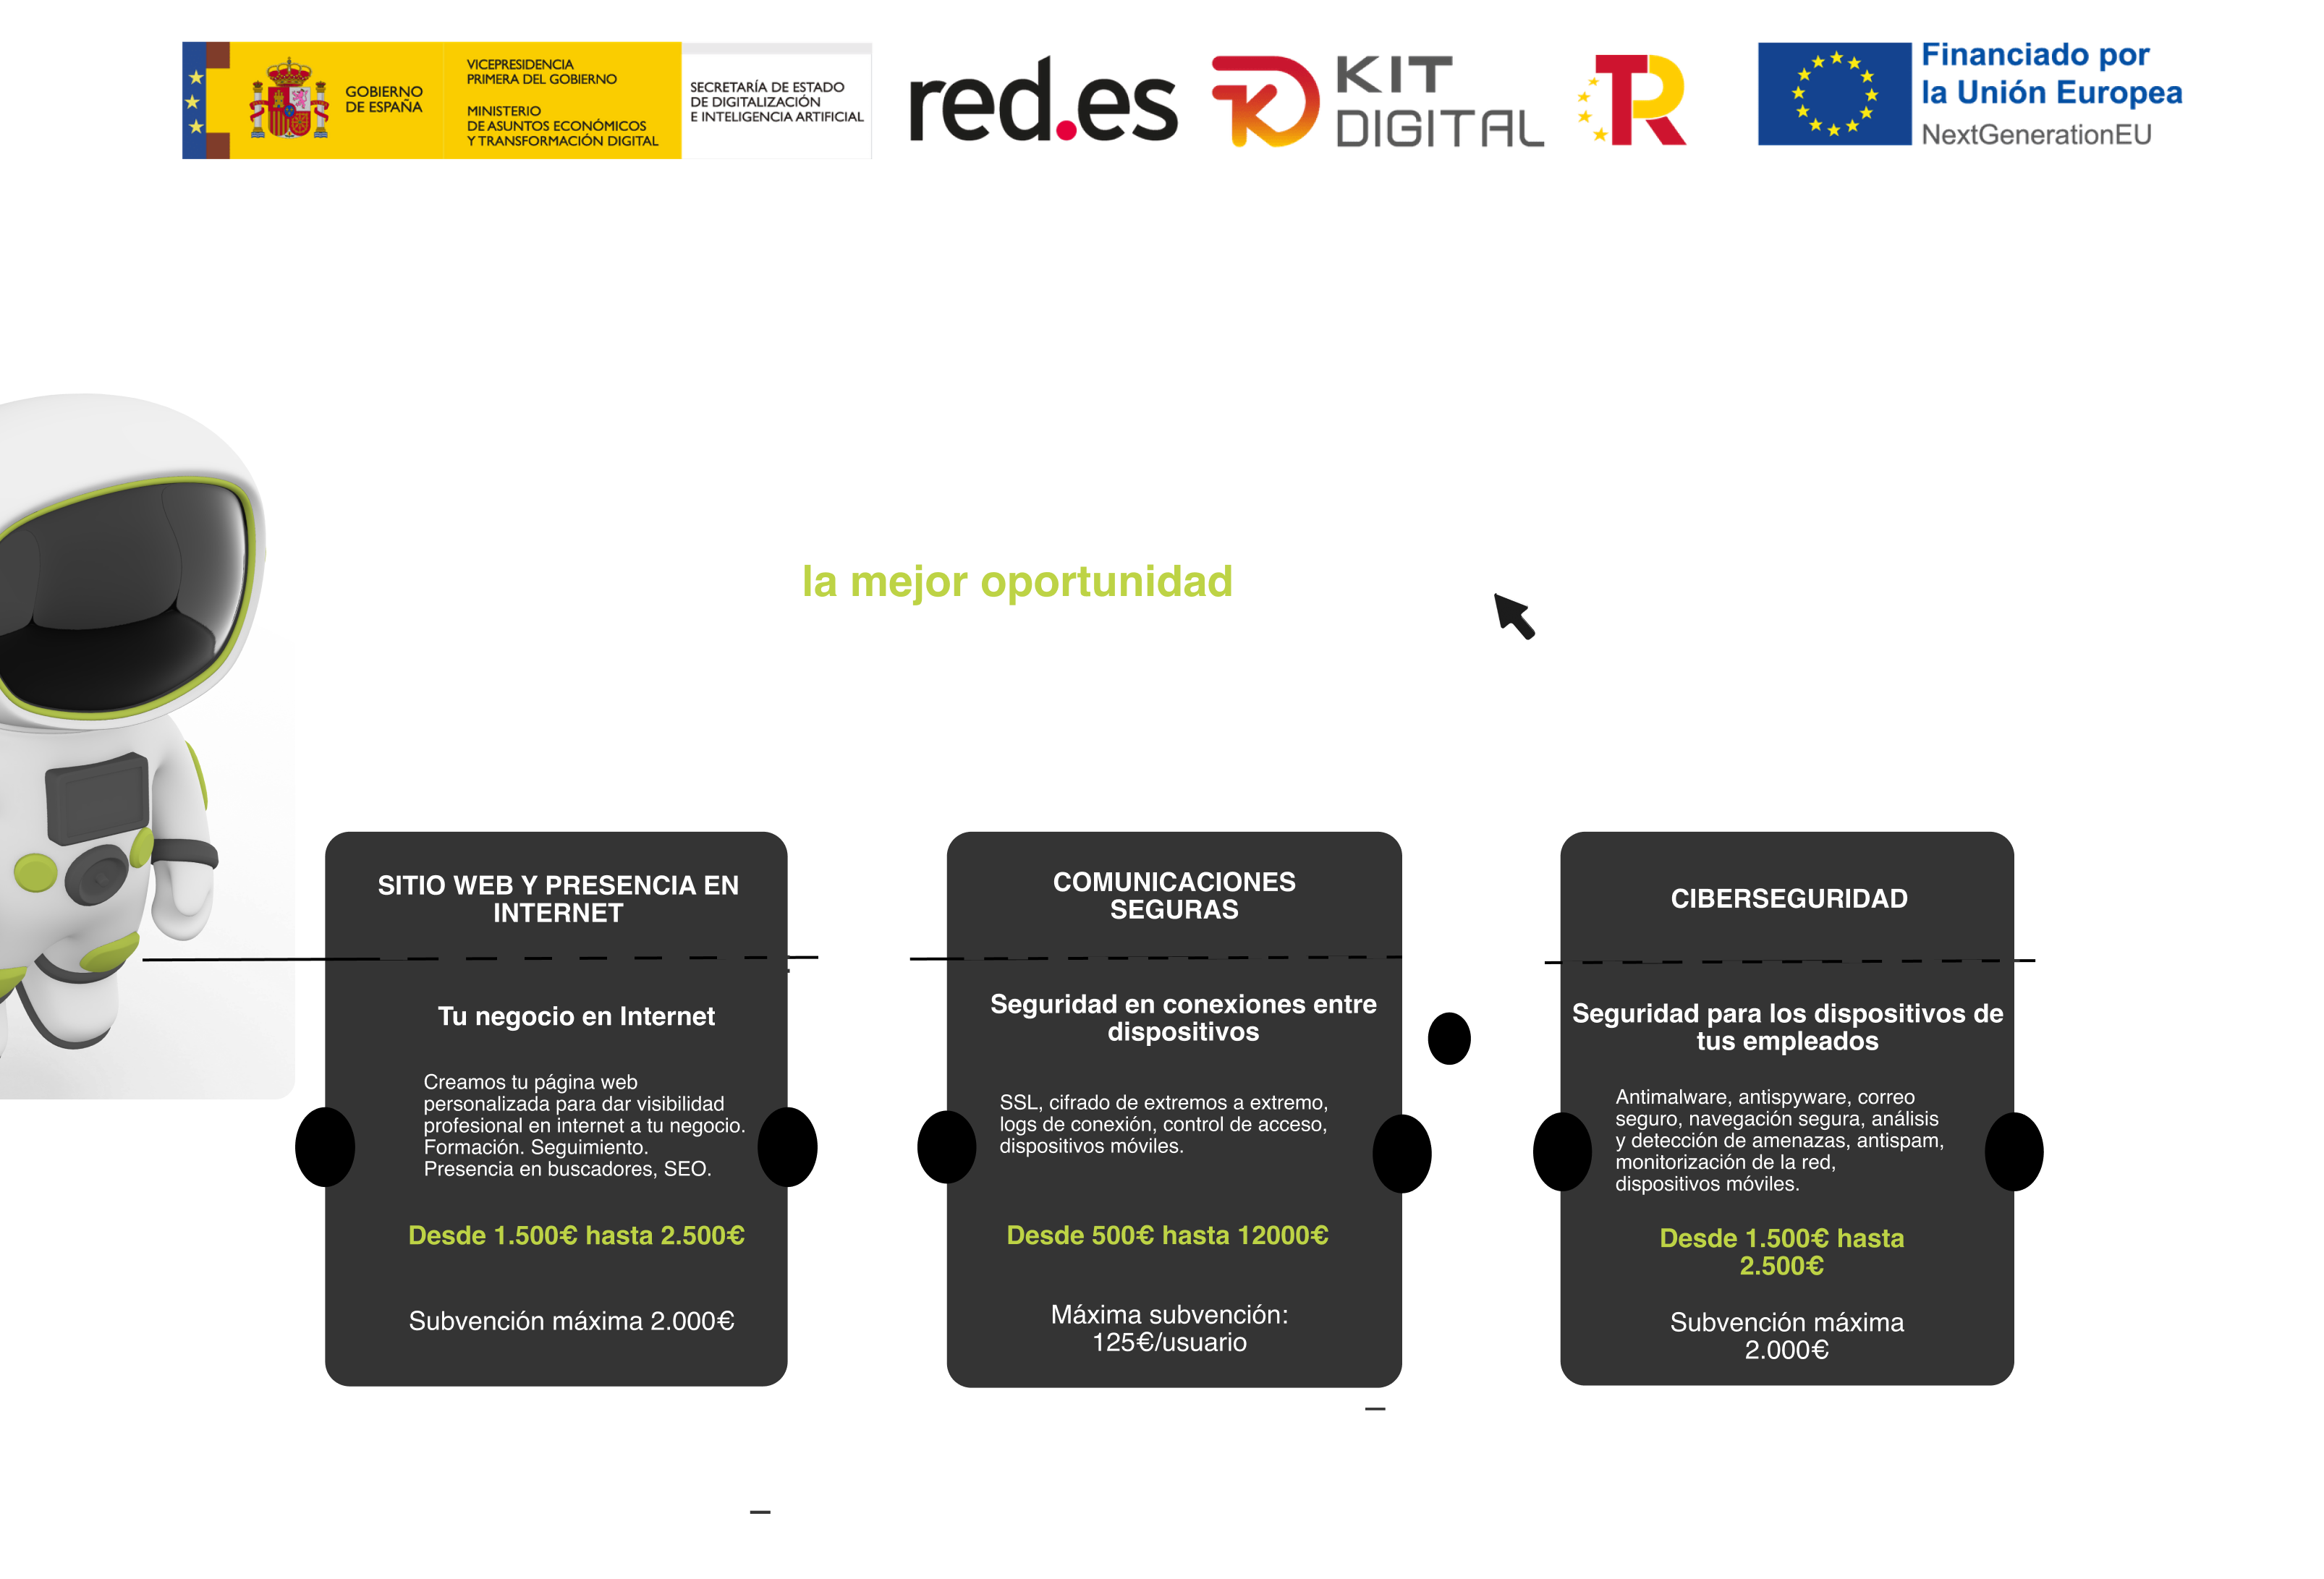 GOBIERNO
DE ESPAÑA
VICEPRESIDENCIA
PRIMERA DEL GOBIERNO
MINISTERIO
DE ASUNTOS ECONÓMICOS
Y TRANSFORMACIÓN DIGITAL
SECRETARÍA DE ESTADO
DE DIGITALIZACIÓN
E INTELIGENCIA ARTIFICIAL
red.es
KIT
DIGITAL
Financiado por
la Unión Europea
NextGenerationEU
la mejor oportunidad
SITIO WEB Y PRESENCIA EN
INTERNET
Tu negocio en Internet
Creamos tu página web
personalizada para dar visibilidad
profesional en internet a tu negocio.
Formación. Seguimiento.
Presencia en buscadores, SEO.
Desde 1.500€ hasta 2.500€
Subvención máxima 2.000€
COMUNICACIONES
SEGURAS
Seguridad en conexiones entre
dispositivos
SSL, cifrado de extremos a extremo,
logs de conexión, control de acceso,
dispositivos móviles.
Desde 500€ hasta 12000€
Máxima subvención:
125€/usuario
CIBERSEGURIDAD
Seguridad para los dispositivos de
tus empleados
Antimalware, antispyware, correo
seguro, navegación segura, análisis
y detección de amenazas, antispam,
monitorización de la red,
dispositivos móviles.
Desde 1.500€ hasta
2.500€
Subvención máxima
2.000€